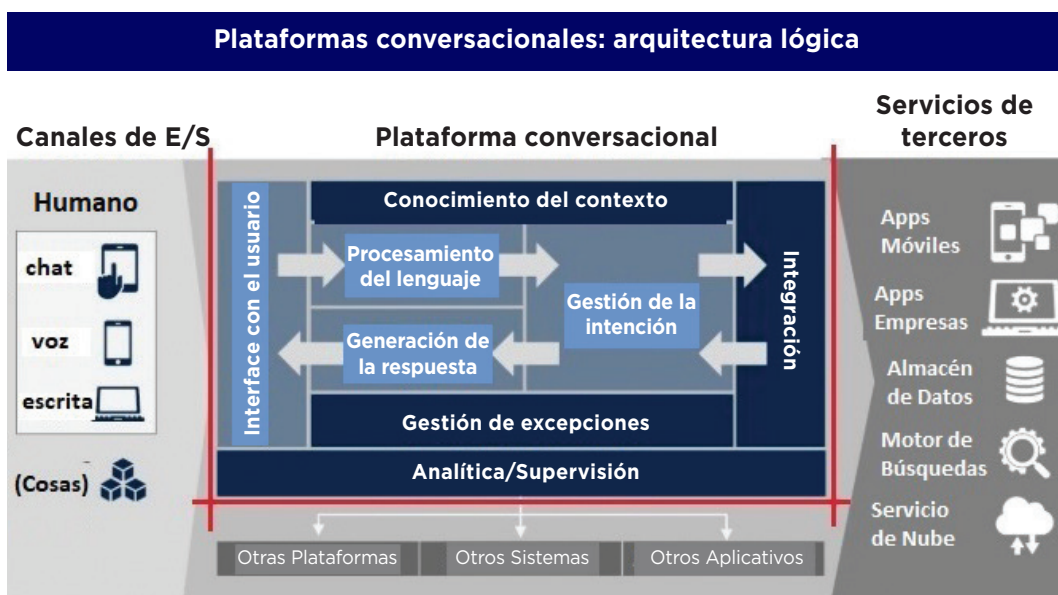 Plataformas conversacionales: arquitectura lógica
Canales de E/S
Plataforma conversacional
Servicios de
terceros
Humano
chat
voz
escrita
(Cosas)
Interface con el usuario
Conocimiento del contexto
Procesamiento
del lenguaje
Gestión de la
intención
Generación de
la respuesta
Gestión de excepciones
Integración
Analítica/Supervisión
Otras Plataformas
Otros Sistemas
Otros Aplicativos
Apps
Móviles
Apps
Empresas
Almacén
de Datos
Motor de
Búsquedas
Servicio
de Nube